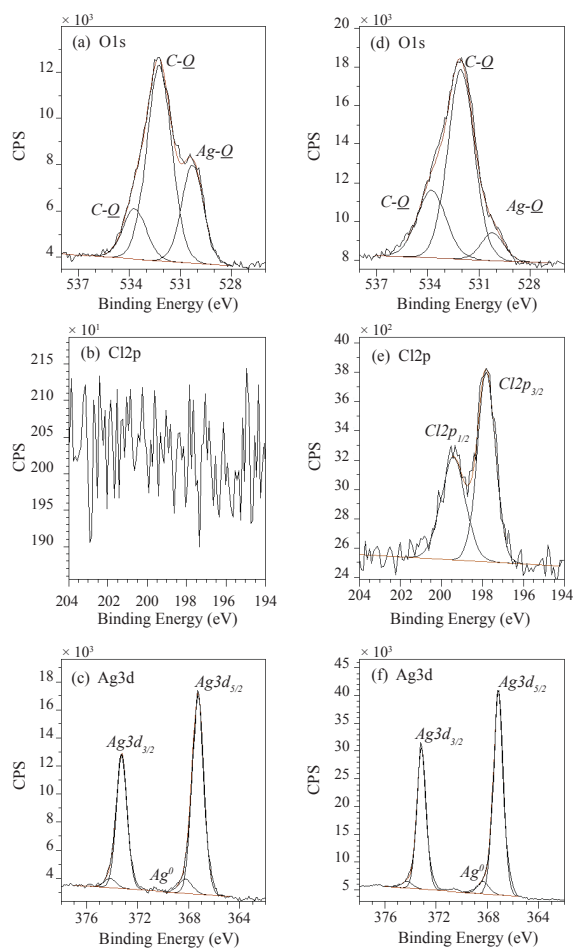 × 10³
(a) O1s
C-O
Ag-O
C-O
12
10
8
6
4
CPS
537 534 531 528
Binding Energy (eV)
× 10³
(d) O1s
C-O
C-O
Ag-O
20
18
16
14
12
10
8
CPS
537 534 531 528
Binding Energy (eV)
× 10¹
(b) Cl2p
215
210
205
200
195
190
CPS
204 202 200 198 196 194
Binding Energy (eV)
× 10²
(e) Cl2p
Cl2p3/2
Cl2p1/2
40
38
36
34
32
30
28
26
24
CPS
204 202 200 198 196 194
Binding Energy (eV)
× 10³
(c) Ag3d
Ag3d5/2
Ag3d3/2
Ag⁰
18
16
14
12
10
8
6
4
CPS
376 372 368 364
Binding Energy (eV)
× 10³
(f) Ag3d
Ag3d5/2
Ag3d3/2
Ag⁰
45
40
30
20
10
5
CPS
376 372 368 364
Binding Energy (eV)